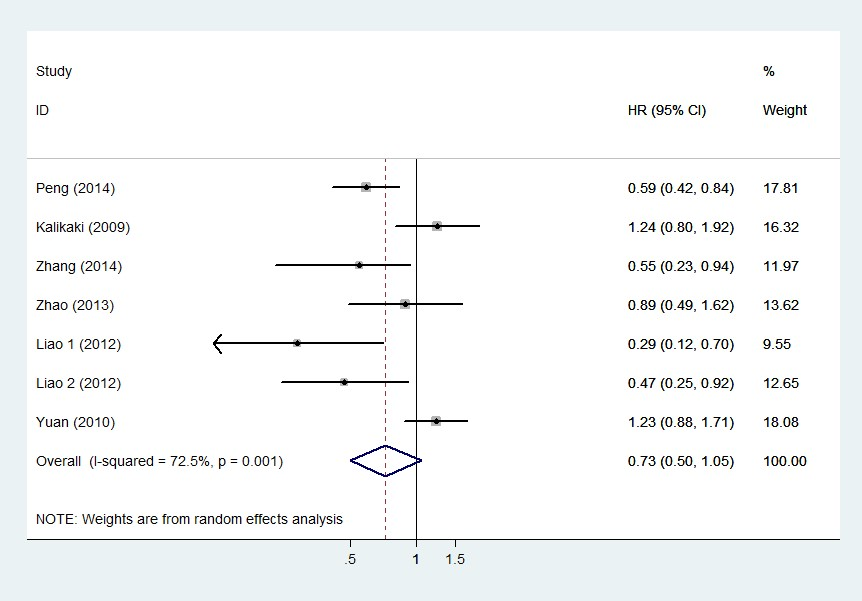 Study %
ID HR (95% CI) Weight
Peng (2014) 0.59 (0.42, 0.84) 17.81
Kalikaki (2009) 1.24 (0.80, 1.92) 16.32
Zhang (2014) 0.55 (0.23, 0.94) 11.97
Zhao (2013) 0.89 (0.49, 1.62) 13.62
Liao 1 (2012) 0.29 (0.12, 0.70) 9.55
Liao 2 (2012) 0.47 (0.25, 0.92) 12.65
Yuan (2010) 1.23 (0.88, 1.71) 18.08
Overall (I-squared = 72.5%, p = 0.001) 0.73 (0.50, 1.05) 100.00
NOTE: Weights are from random effects analysis
.5 1 1.5